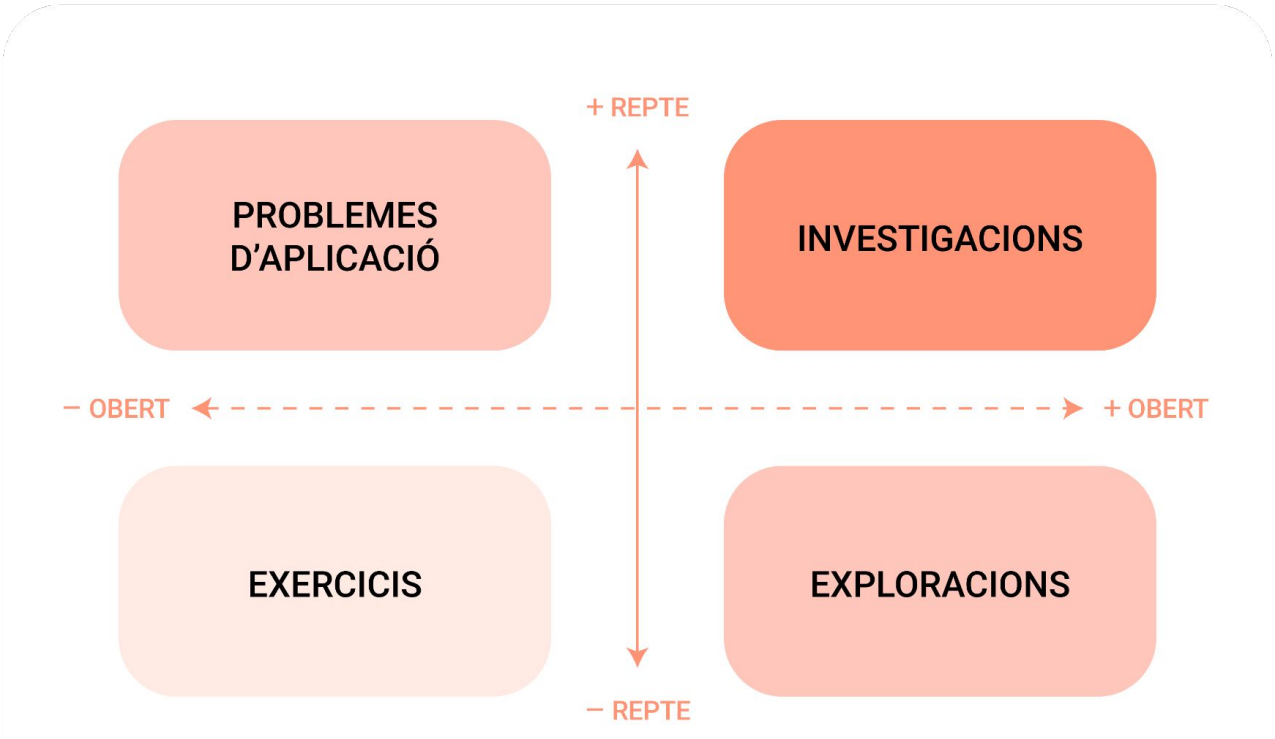 + REPTE
PROBLEMES
D’APLICACIÓ
INVESTIGACIONS
– OBERT
+ OBERT
EXERCICIS
EXPLORACIONS
– REPTE